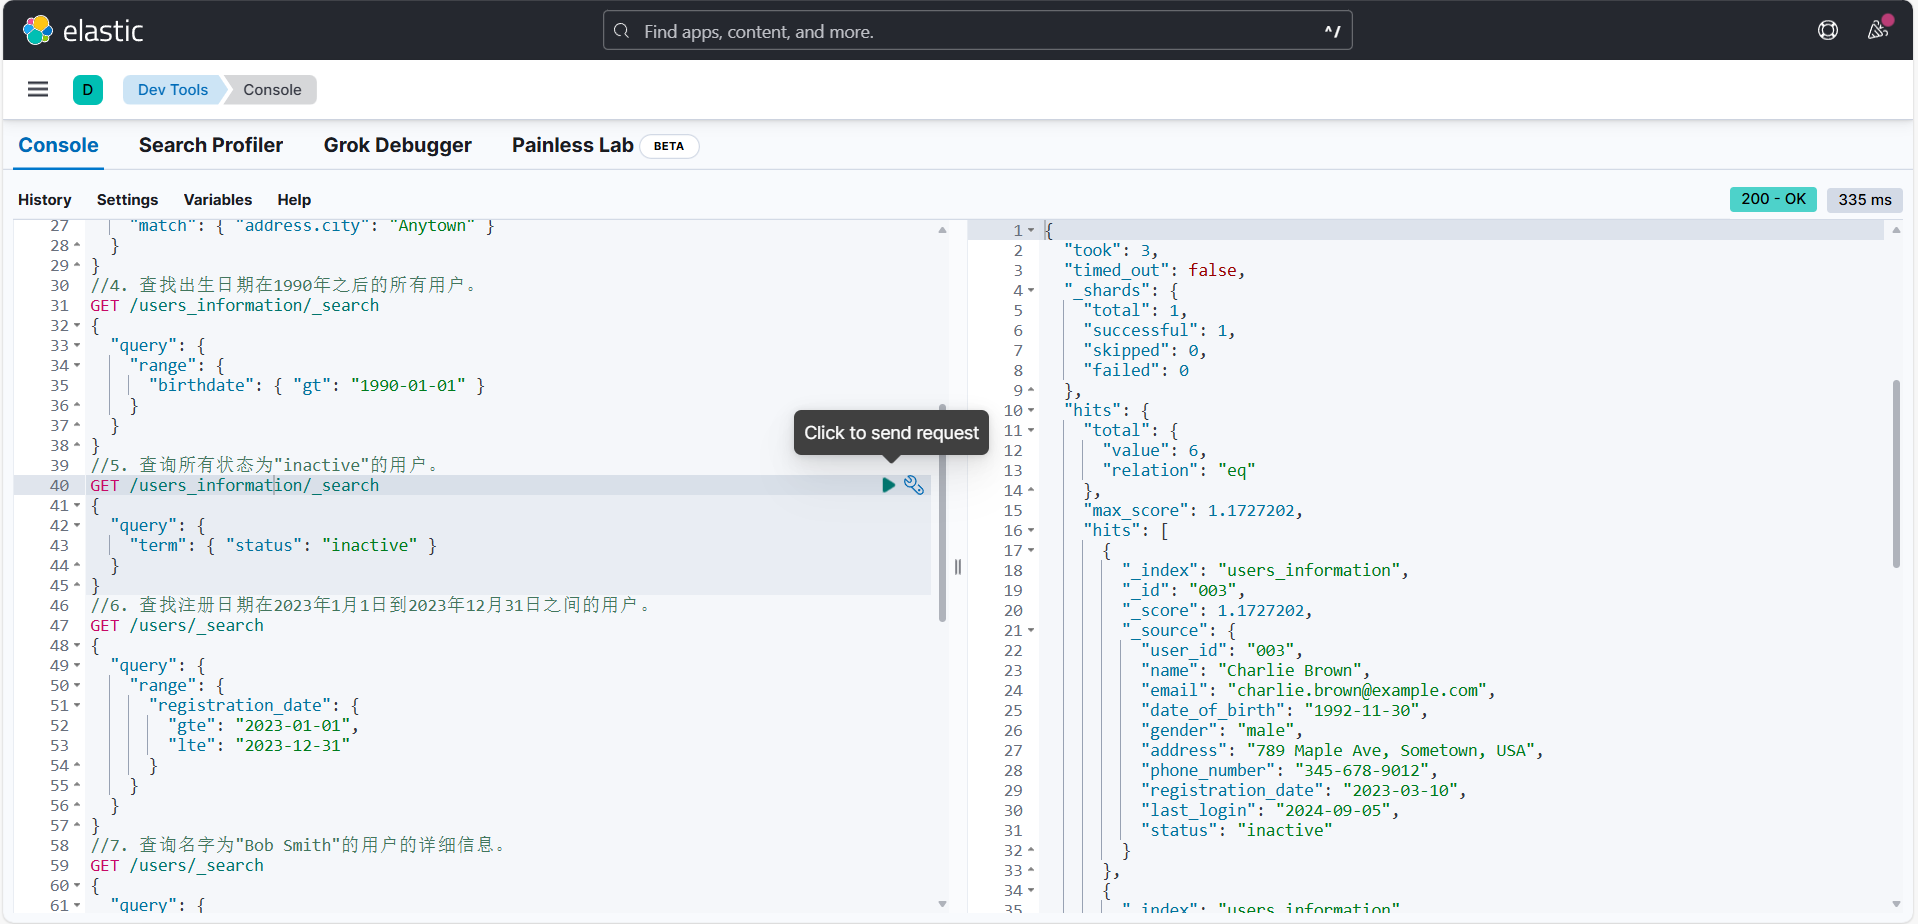 elastic
Find apps, content, and more.
^/
D
Dev Tools
Console
Console
Search Profiler
Grok Debugger
Painless Lab
BETA
History
Settings
Variables
Help
200 - OK
335 ms
27 "match": { "address.city": "Anytown" }
28 }
29 }
30 //4. 查找出生日期在1990年之后的所有用户。
31 GET /users_information/_search
32 {
33 "query": {
34 "range": {
35 "birthdate": { "gt": "1990-01-01" }
36 }
37 }
38 }
39 //5. 查询所有状态为"inactive"的用户。
40 GET /users_information/_search
41 {
42 "query": {
43 "term": { "status": "inactive" }
44 }
45 }
46 //6. 查找注册日期在2023年1月1日到2023年12月31日之间的用户。
47 GET /users/_search
48 {
49 "query": {
50 "range": {
51 "registration_date": {
52 "gte": "2023-01-01",
53 "lte": "2023-12-31"
54 }
55 }
56 }
57 }
58 //7. 查询名字为"Bob Smith"的用户的详细信息。
59 GET /users/_search
60 {
61 "query": {
Click to send request
1 {
2 "took": 3,
3 "timed_out": false,
4 "_shards": {
5 "total": 1,
6 "successful": 1,
7 "skipped": 0,
8 "failed": 0
9 },
10 "hits": {
11 "total": {
12 "value": 6,
13 "relation": "eq"
14 },
15 "max_score": 1.1727202,
16 "hits": [
17 {
18 "_index": "users_information",
19 "_id": "003",
20 "_score": 1.1727202,
21 "_source": {
22 "user_id": "003",
23 "name": "Charlie Brown",
24 "email": "charlie.brown@example.com",
25 "date_of_birth": "1992-11-30",
26 "gender": "male",
27 "address": "789 Maple Ave, Sometown, USA",
28 "phone_number": "345-678-9012",
29 "registration_date": "2023-03-10",
30 "last_login": "2024-09-05",
31 "status": "inactive"
32 }
33 },
34 {
35 "_index": "users_information"